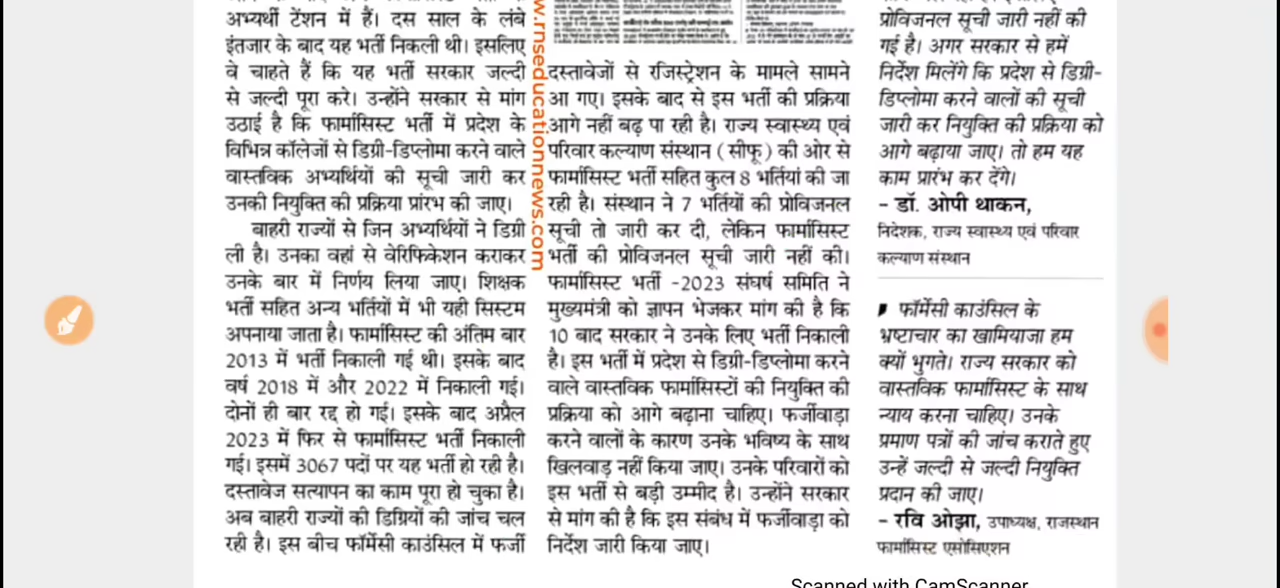 अभ्यर्थी टेंशन में हैं। दस साल के लंबे
इंतजार के बाद यह भर्ती निकली थी। इसलिए
वे चाहते हैं कि यह भर्ती सरकार जल्दी
से जल्दी पूरा करे। उन्होंने सरकार से मांग
उठाई है कि फार्मासिस्ट भर्ती में प्रदेश के
विभिन्न कॉलेजों से डिग्री-डिप्लोमा करने वाले
वास्तविक अभ्यर्थियों की सूची जारी कर
उनकी नियुक्ति की प्रक्रिया प्रांरभ की जाए।
बाहरी राज्यों से जिन अभ्यर्थियों ने डिग्री
ली है। उनका वहां से वेरिफिकेशन कराकर
उनके बार में निर्णय लिया जाए। शिक्षक
भर्ती सहित अन्य भर्तियों में भी यही सिस्टम
अपनाया जाता है। फार्मासिस्ट की अंतिम बार
2013 में भर्ती निकाली गई थी। इसके बाद
वर्ष 2018 में और 2022 में निकाली गई।
दोनों ही बार रद्द हो गई। इसके बाद अप्रैल
2023 में फिर से फार्मासिस्ट भर्ती निकाली
गई। इसमें 3067 पदों पर यह भर्ती हो रही है।
दस्तावेज सत्यापन का काम पूरा हो चुका है।
अब बाहरी राज्यों की डिग्रियों की जांच चल
रही है। इस बीच फॉर्मेसी काउंसिल में फर्जी
w.rnseducationnews.com
दस्तावेजों से रजिस्ट्रेशन के मामले सामने
आ गए। इसके बाद से इस भर्ती की प्रक्रिया
आगे नहीं बढ़ पा रही है। राज्य स्वास्थ्य एवं
परिवार कल्याण संस्थान (सीफू) की ओर से
फार्मासिस्ट भर्ती सहित कुल 8 भर्तियां की जा
रही है। संस्थान ने 7 भर्तियों की प्रोविजनल
सूची तो जारी कर दी, लेकिन फार्मासिस्ट
भर्ती की प्रोविजनल सूची जारी नहीं की।
फार्मासिस्ट भर्ती -2023 संघर्ष समिति ने
मुख्यमंत्री को ज्ञापन भेजकर मांग की है कि
10 बाद सरकार ने उनके लिए भर्ती निकाली
है। इस भर्ती में प्रदेश से डिग्री-डिप्लोमा करने
वाले वास्तविक फार्मासिस्टों की नियुक्ति की
प्रक्रिया को आगे बढ़ाना चाहिए। फर्जीवाड़ा
करने वालों के कारण उनके भविष्य के साथ
खिलवाड़ नहीं किया जाए। उनके परिवारों को
इस भर्ती से बड़ी उम्मीद है। उन्होंने सरकार
से मांग की है कि इस संबंध में फर्जीवाड़ा को
निर्देश जारी किया जाए।
प्रोविजनल सूची जारी नहीं की
गई है। अगर सरकार से हमें
निर्देश मिलेंगे कि प्रदेश से डिग्री-
डिप्लोमा करने वालों की सूची
जारी कर नियुक्ति की प्रक्रिया को
आगे बढ़ाया जाए। तो हम यह
काम प्रारंभ कर देंगे।
- डॉ. ओपी थाकन,
निदेशक, राज्य स्वास्थ्य एवं परिवार
कल्याण संस्थान
फॉर्मेसी काउंसिल के
भ्रष्टाचार का खामियाजा हम
क्यों भुगते। राज्य सरकार को
वास्तविक फार्मासिस्ट के साथ
न्याय करना चाहिए। उनके
प्रमाण पत्रों की जांच कराते हुए
उन्हें जल्दी से जल्दी नियुक्ति
प्रदान की जाए।
- रवि ओझा, उपाध्यक्ष, राजस्थान
फार्मासिस्ट एसोसिएशन
Scanned with CamScanner